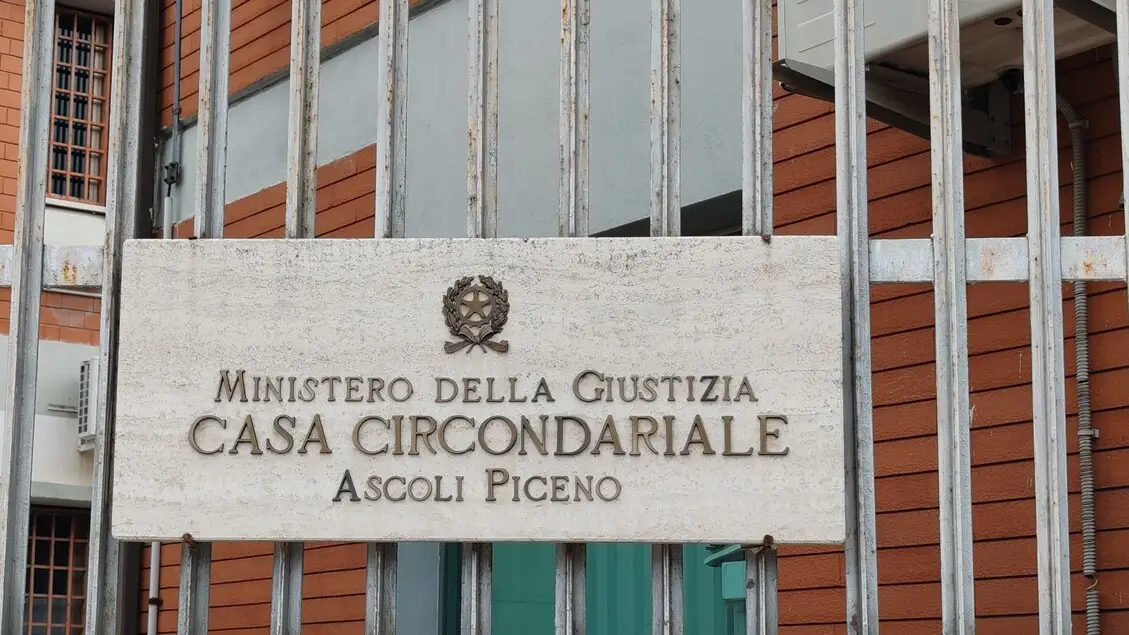 MINISTERO DELLA GIUSTIZIA
CASA CIRCONDARIALE
ASCOLI PICENO